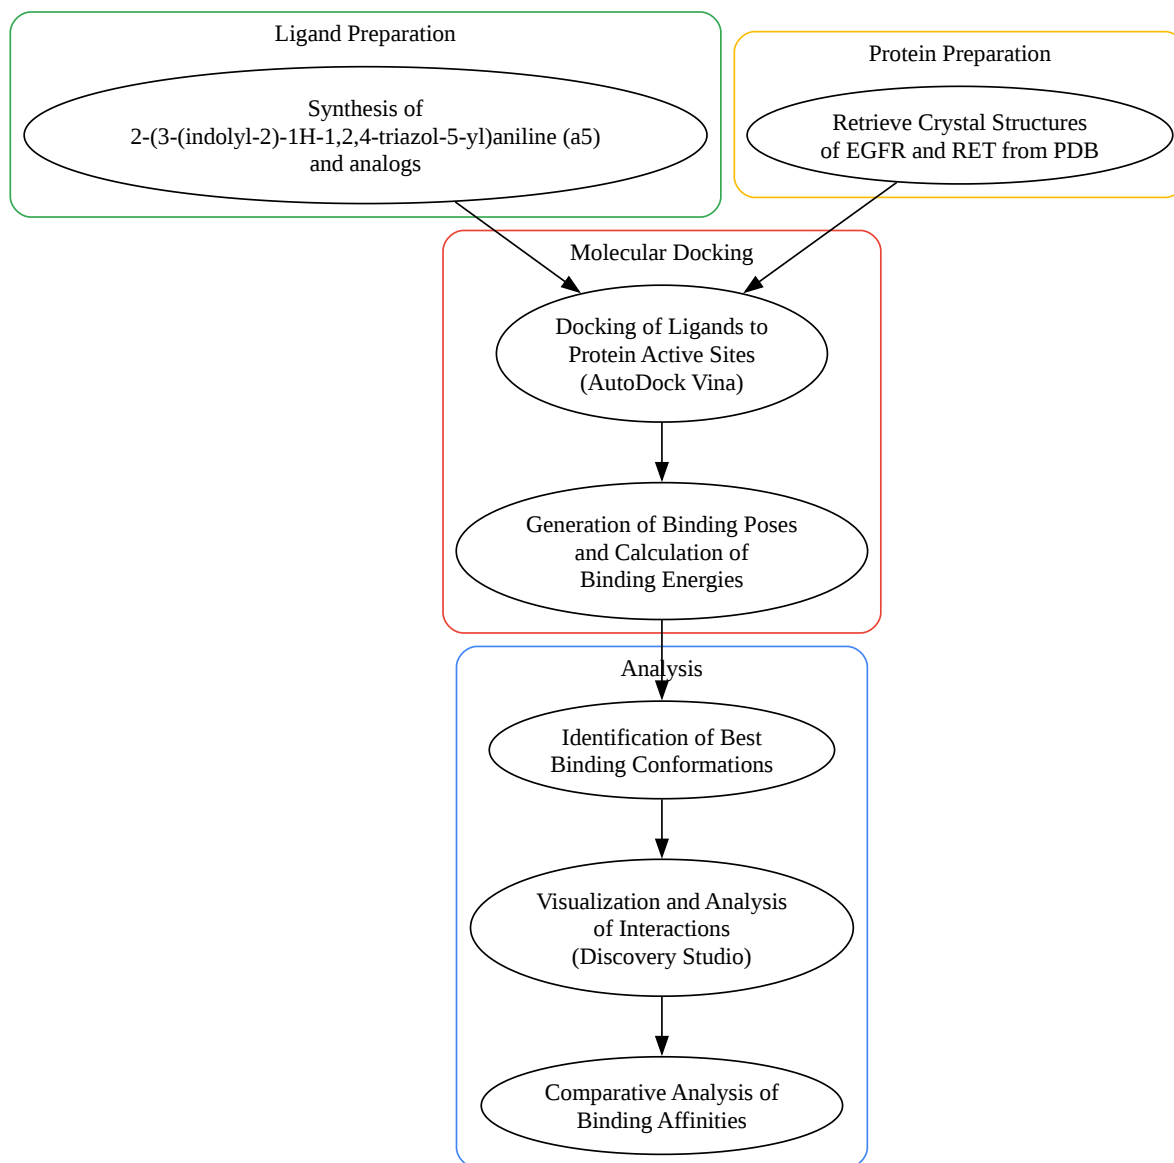 Ligand Preparation
Synthesis of
2-(3-(indolyl-2)-1H-1,2,4-triazol-5-yl)aniline (a5)
and analogs
Protein Preparation
Retrieve Crystal Structures
of EGFR and RET from PDB
Molecular Docking
Docking of Ligands to
Protein Active Sites
(AutoDock Vina)
Generation of Binding Poses
and Calculation of
Binding Energies
Analysis
Identification of Best
Binding Conformations
Visualization and Analysis
of Interactions
(Discovery Studio)
Comparative Analysis of
Binding Affinities